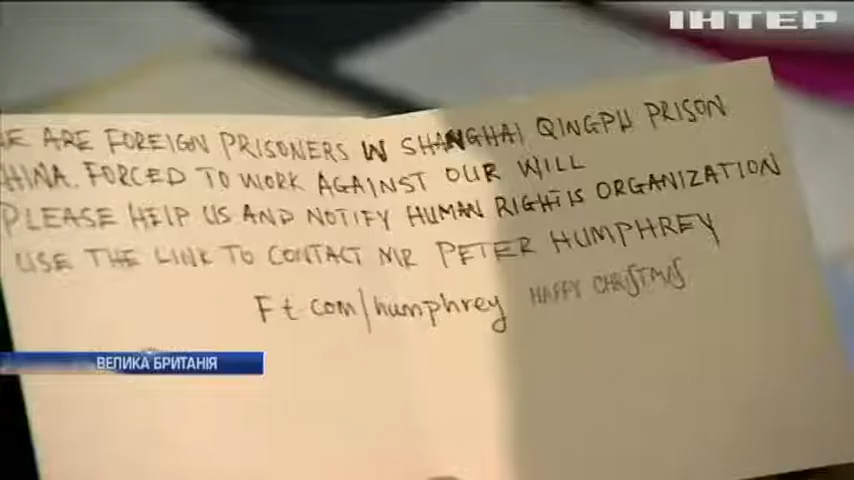 ІНТЕР
E ARE FOREIGN PRISONERS IN SHANGHAI QINGPU PRISON
HINA. FORCED TO WORK AGAINST OUR WILL
PLEASE HELP US AND NOTIFY HUMAN RIGHTS ORGANIZATION
USE THE LINK TO CONTACT MR PETER HUMPHREY
Ft.com/humphrey HAPPY CHRISTMAS
ВЕЛИКА БРИТАНІЯ